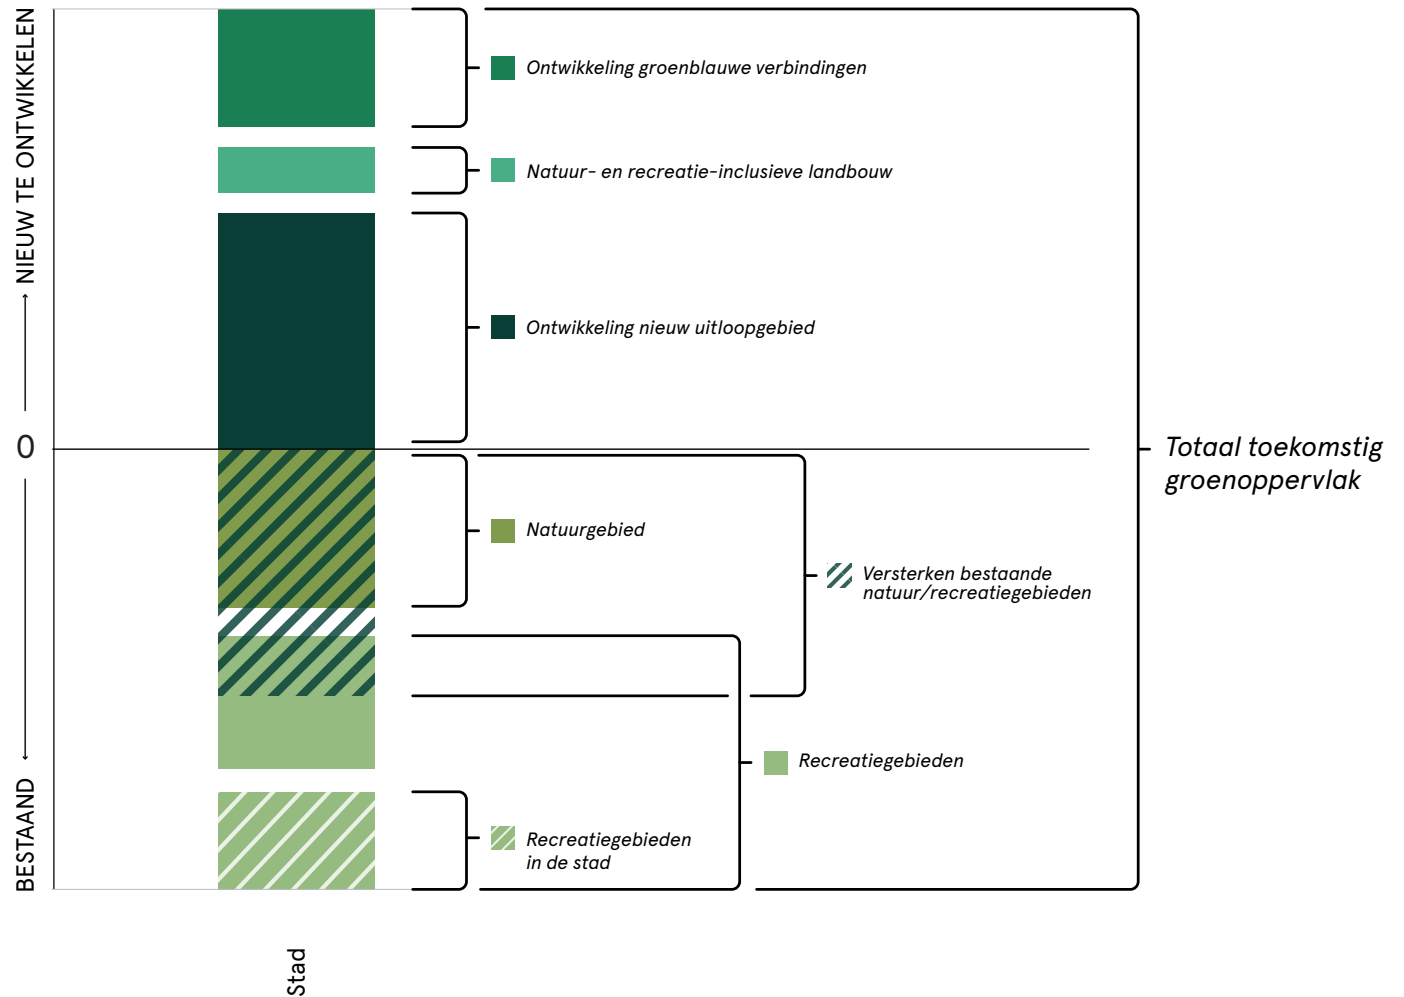 NIEUW TE ONTWIKKELEN
0
BESTAAND
Ontwikkeling groenblauwe verbindingen
Natuur- en recreatie-inclusieve landbouw
Ontwikkeling nieuw uitloopgebied
Totaal toekomstig
groenoppervlak
Natuurgebied
Versterken bestaande
natuur/recreatiegebieden
Recreatiegebieden
Recreatiegebieden
in de stad
Stad